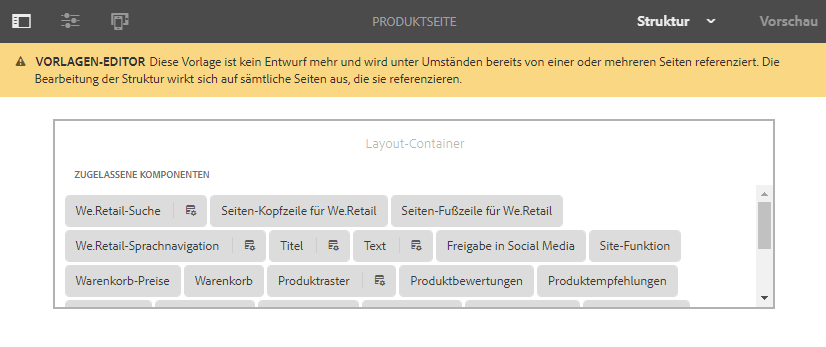 PRODUKTSEITE Struktur Vorschau
VORLAGEN-EDITOR Diese Vorlage ist kein Entwurf mehr und wird unter Umständen bereits von einer oder mehreren Seiten referenziert. Die
Bearbeitung der Struktur wirkt sich auf sämtliche Seiten aus, die sie referenzieren.
Layout-Container
ZUGELASSENE KOMPONENTEN
We.Retail-Suche Seiten-Kopfzeile für We.Retail Seiten-Fußzeile für We.Retail
We.Retail-Sprachnavigation Titel Text Freigabe in Social Media Site-Funktion
Warenkorb-Preise Warenkorb Produktraster Produktbewertungen Produktempfehlungen